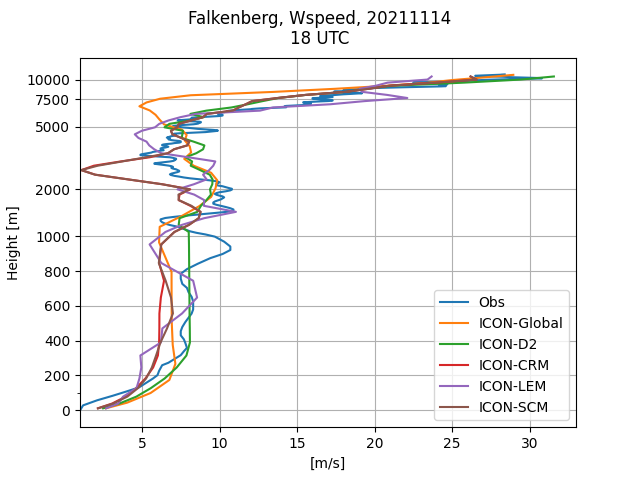 Falkenberg, Wspeed, 20211114
18 UTC
Height [m]
10000
7500
5000
2000
1000
800
600
400
200
0
5
10
15
20
25
30
[m/s]
Obs
ICON-Global
ICON-D2
ICON-CRM
ICON-LEM
ICON-SCM